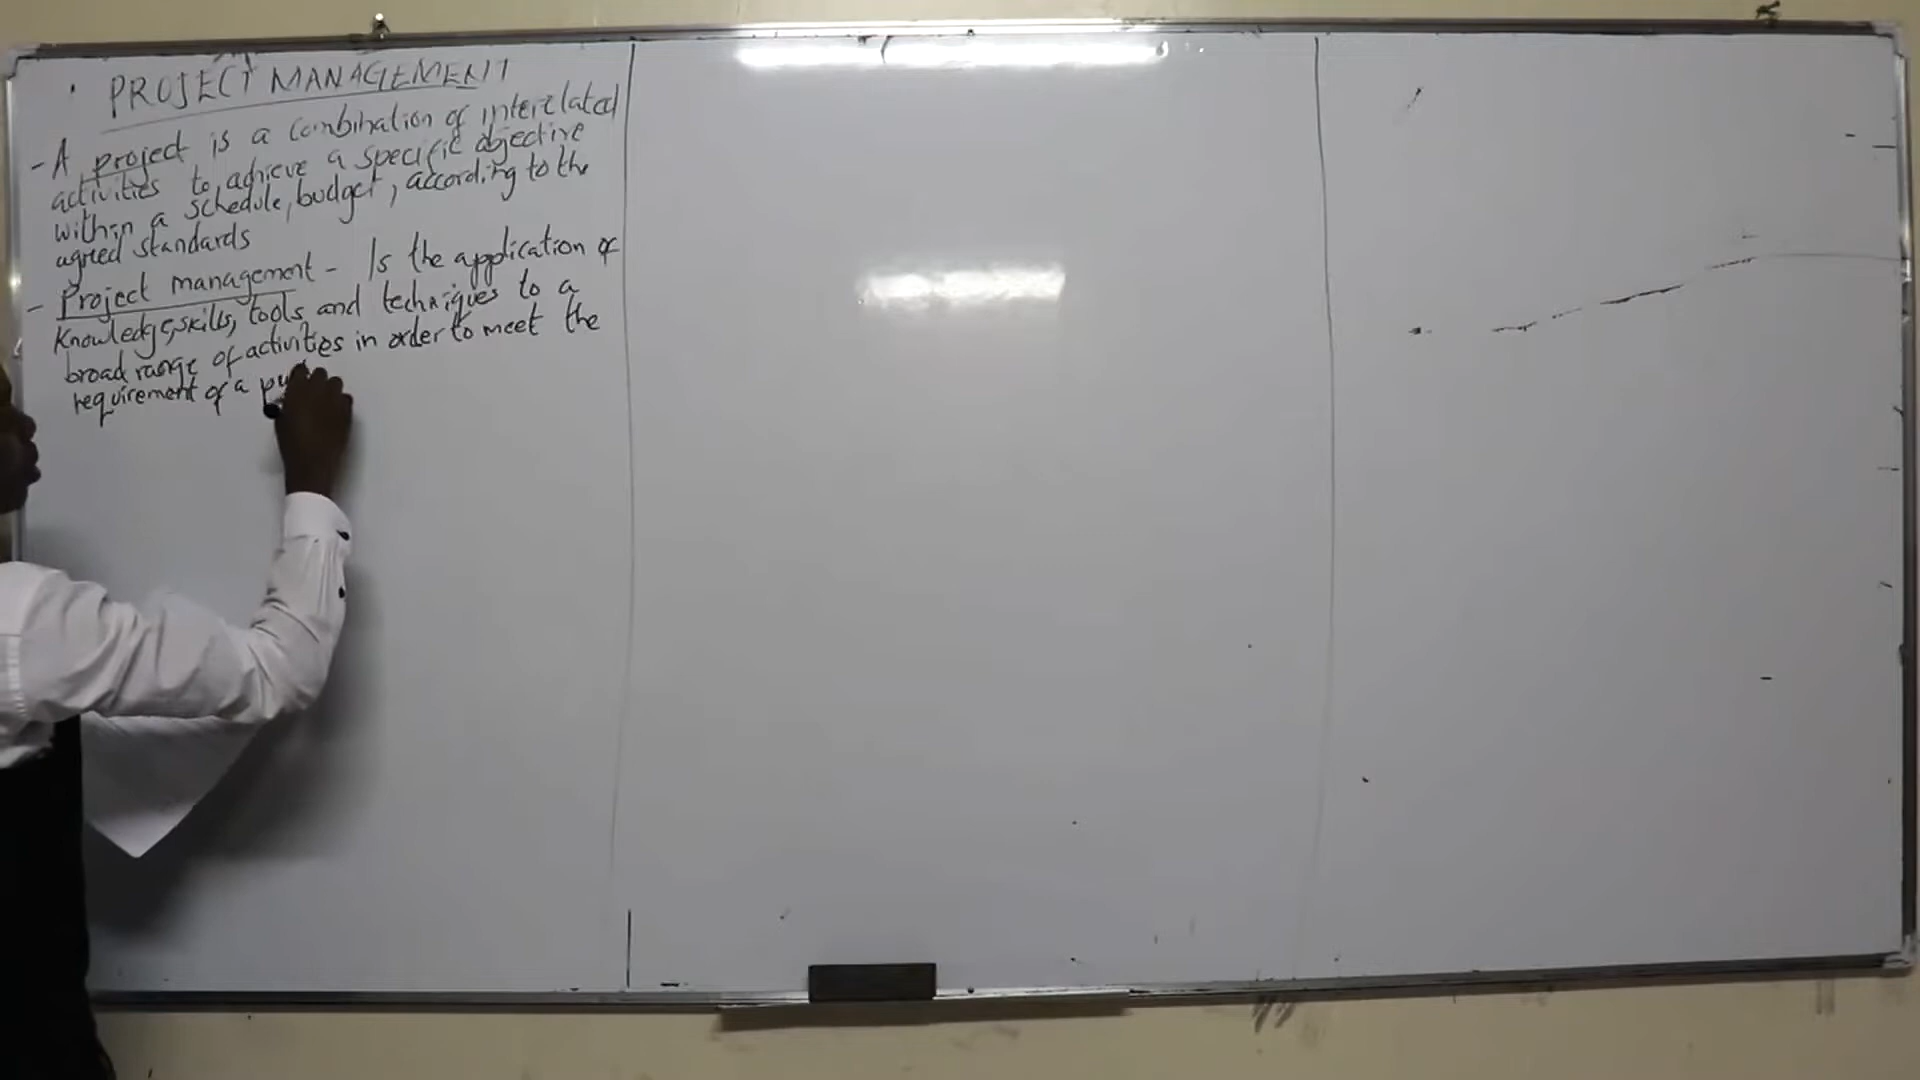 PROJECT MANAGEMENT
- A project is a combination of interelated
activities to achieve a specific objective
within a schedule, budget, according to the
agreed standards
- Project management - Is the application of
knowledge, skills, tools and techniques to a
broad range of activities in order to meet the
requirement of a